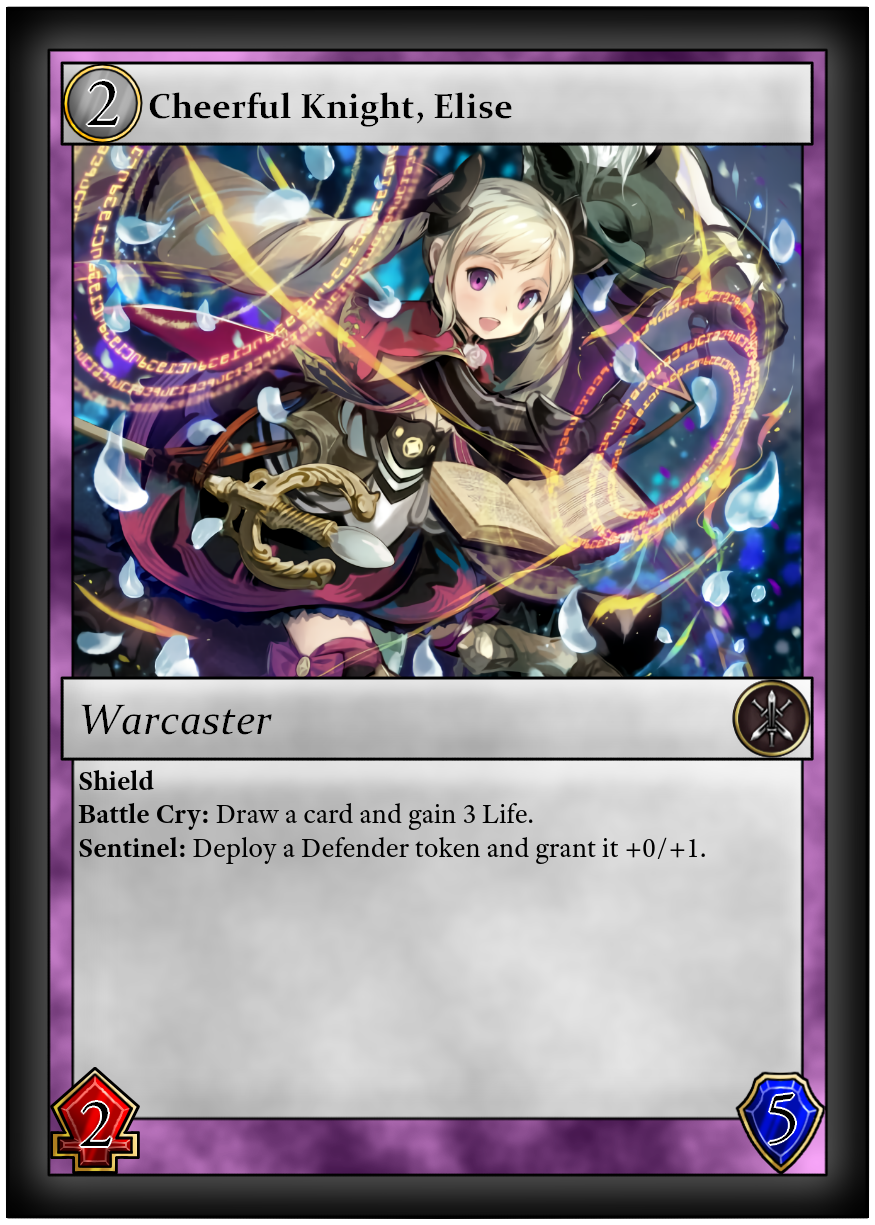 2 Cheerful Knight, Elise
Warcaster
Shield
Battle Cry: Draw a card and gain 3 Life.
Sentinel: Deploy a Defender token and grant it +0/+1.
2
5